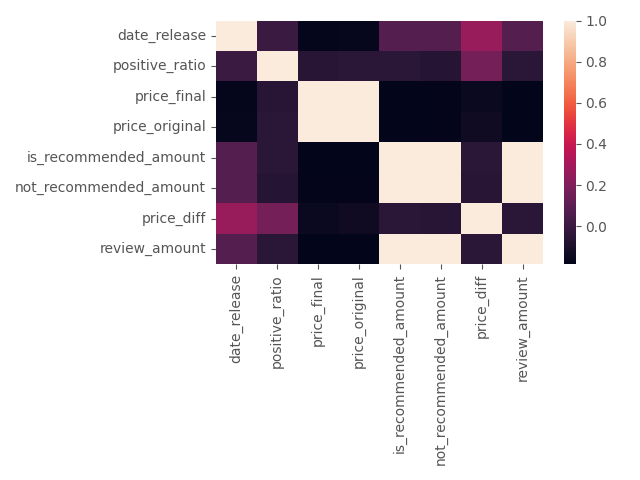 date_release
positive_ratio
price_final
price_original
is_recommended_amount
not_recommended_amount
price_diff
review_amount
date_release
positive_ratio
price_final
price_original
is_recommended_amount
not_recommended_amount
price_diff
review_amount
1.0
0.8
0.6
0.4
0.2
0.0